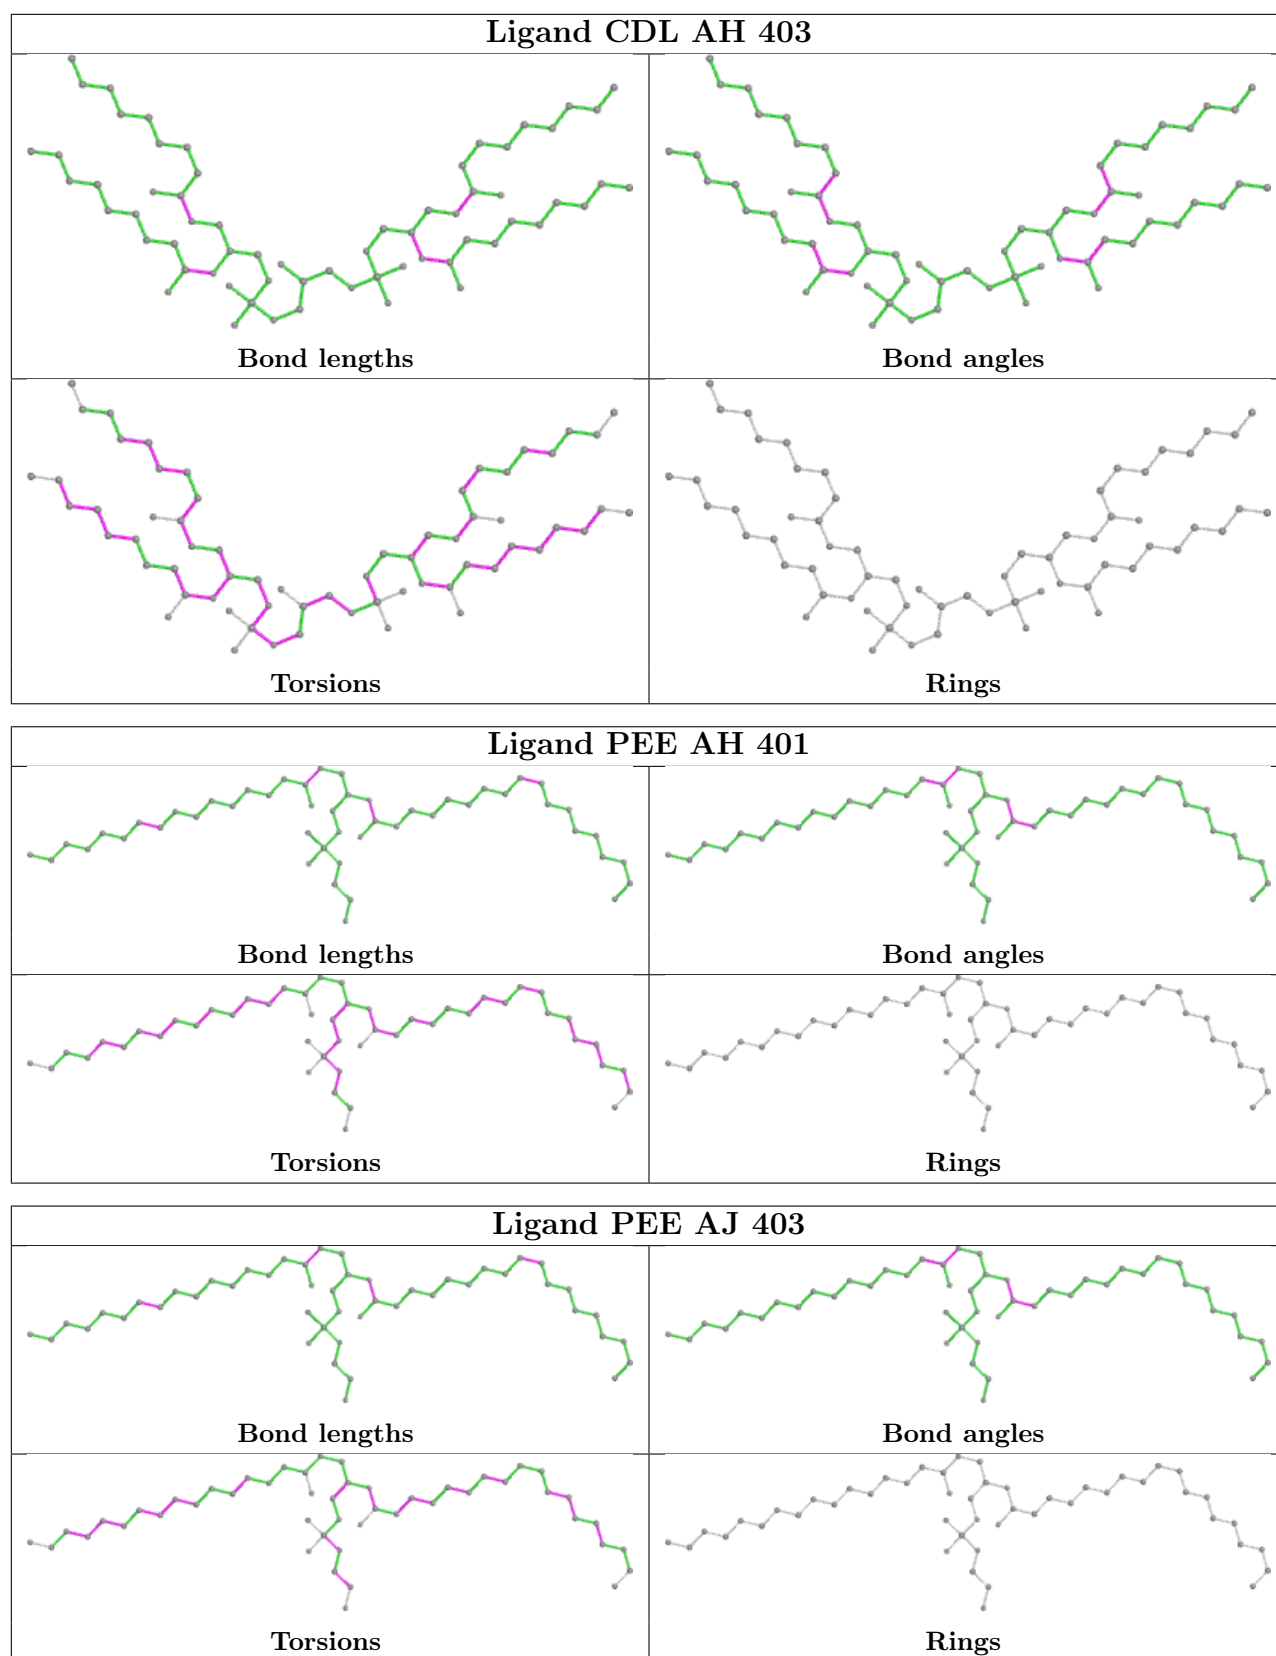 Ligand CDL AH 403
Bond lengths
Bond angles
Torsions
Rings
Ligand PEE AH 401
Bond lengths
Bond angles
Torsions
Rings
Ligand PEE AJ 403
Bond lengths
Bond angles
Torsions
Rings